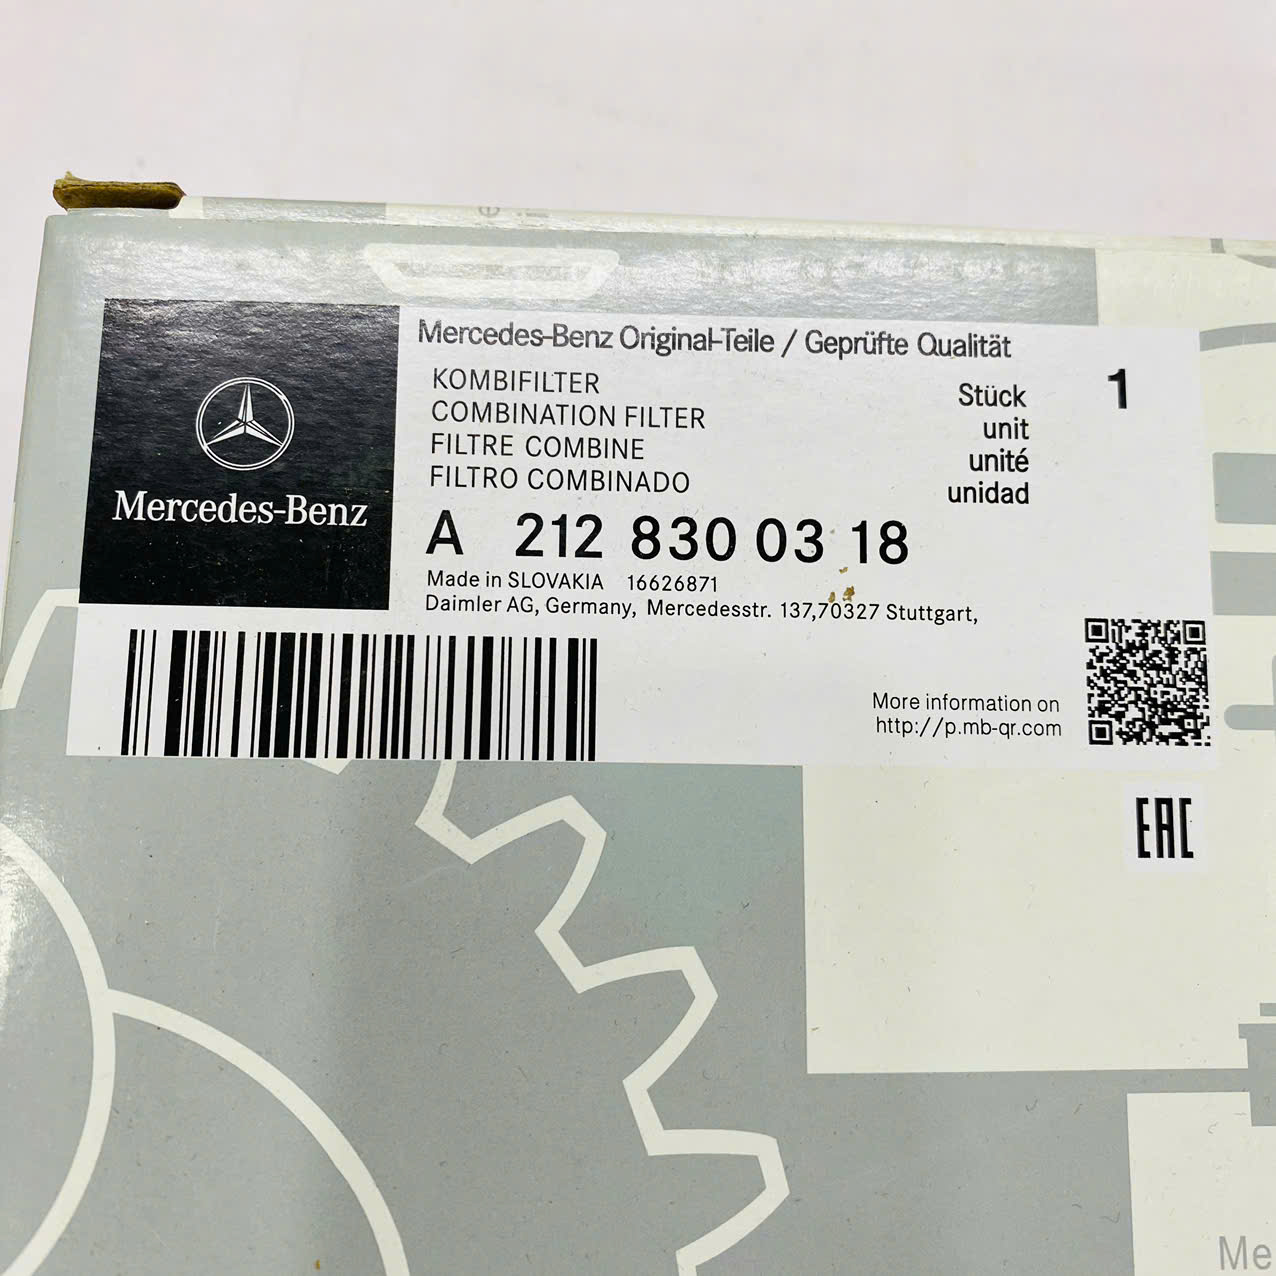 Mercedes-Benz
Mercedes-Benz Original-Teile / Geprüfte Qualität
KOMBIFILTER
COMBINATION FILTER
FILTRE COMBINE
FILTRO COMBINADO
Stück 1
unit
unité
unidad
A 212 830 03 18
Made in SLOVAKIA 16626871
Daimler AG, Germany, Mercedesstr. 137,70327 Stuttgart,
More information on
http://p.mb-qr.com
EAC
Me